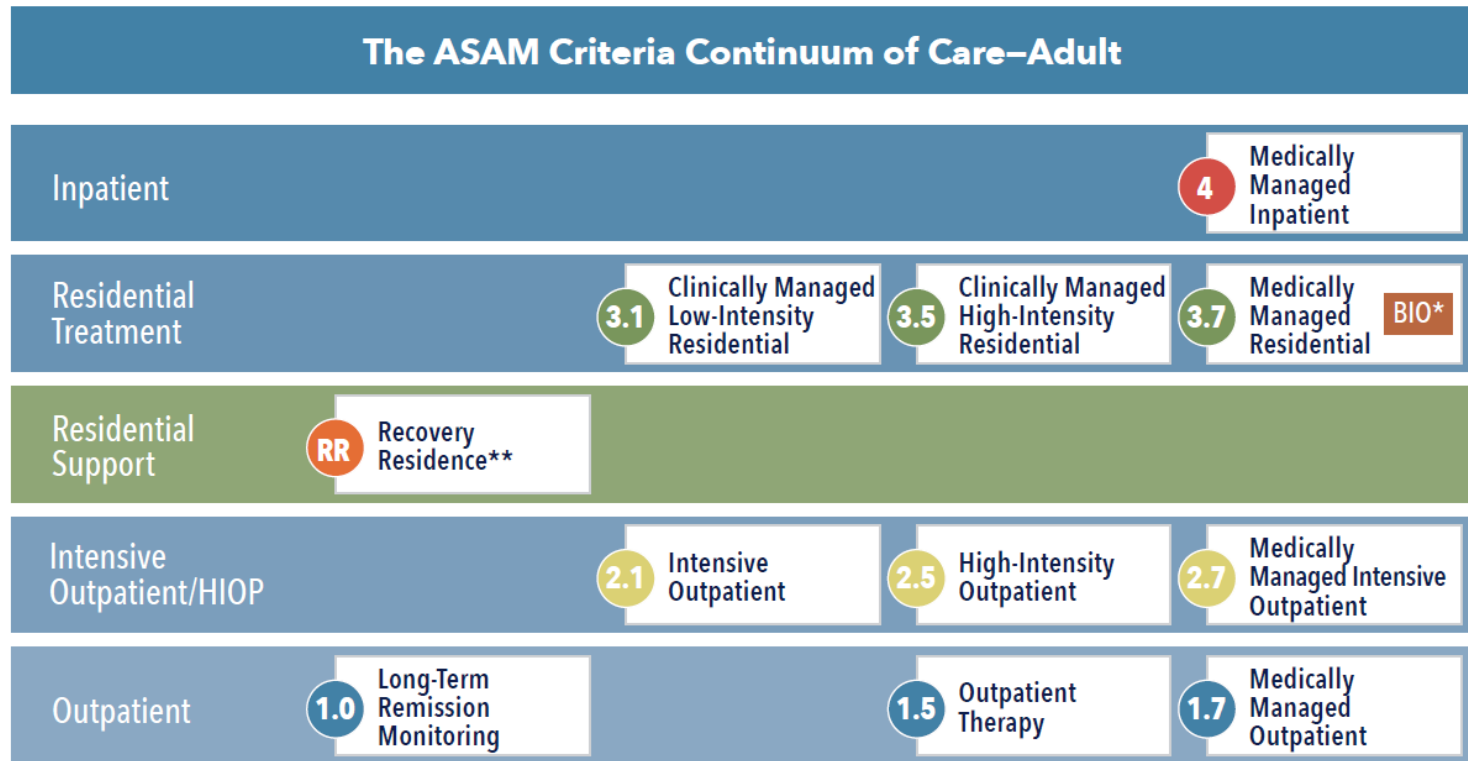 The ASAM Criteria Continuum of Care–Adult
Inpatient
4
Medically
Managed
Inpatient
Residential
Treatment
3.1
Clinically Managed
Low-Intensity
Residential
3.5
Clinically Managed
High-Intensity
Residential
3.7
Medically
Managed
Residential
BIO*
Residential
Support
RR
Recovery
Residence**
Intensive
Outpatient/HIOP
2.1
Intensive
Outpatient
2.5
High-Intensity
Outpatient
2.7
Medically
Managed Intensive
Outpatient
Outpatient
1.0
Long-Term
Remission
Monitoring
1.5
Outpatient
Therapy
1.7
Medically
Managed
Outpatient